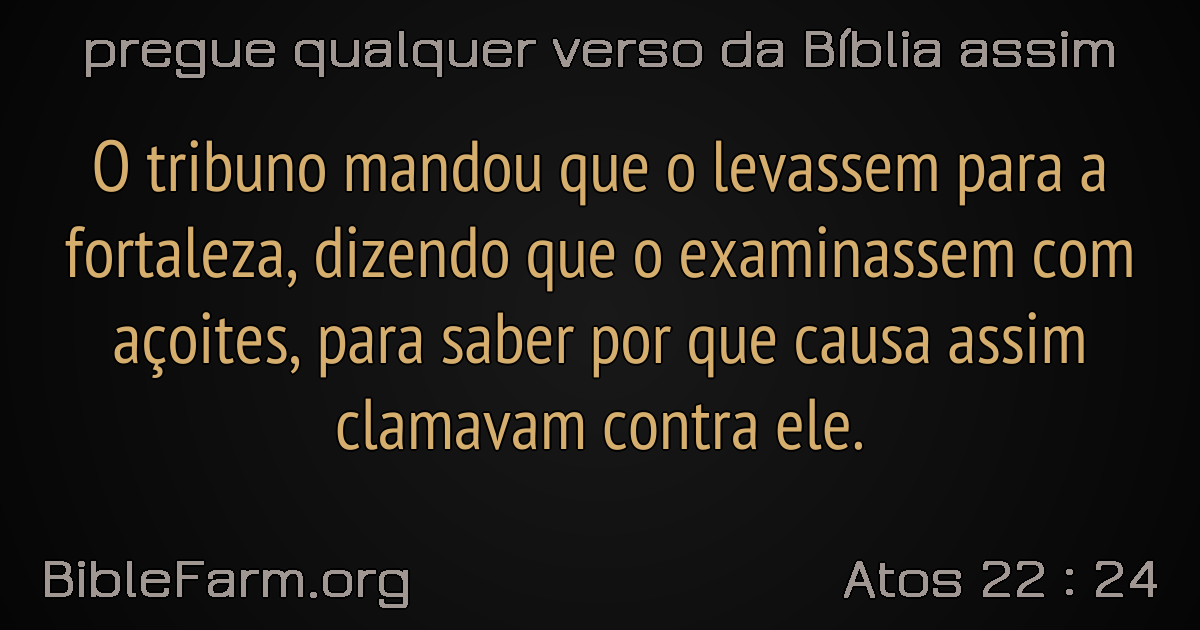 pregue qualquer verso da Bíblia assim
O tribuno mandou que o levassem para a
fortaleza, dizendo que o examinassem com
açoites, para saber por que causa assim
clamavam contra ele.
BibleFarm.org
Atos 22 : 24